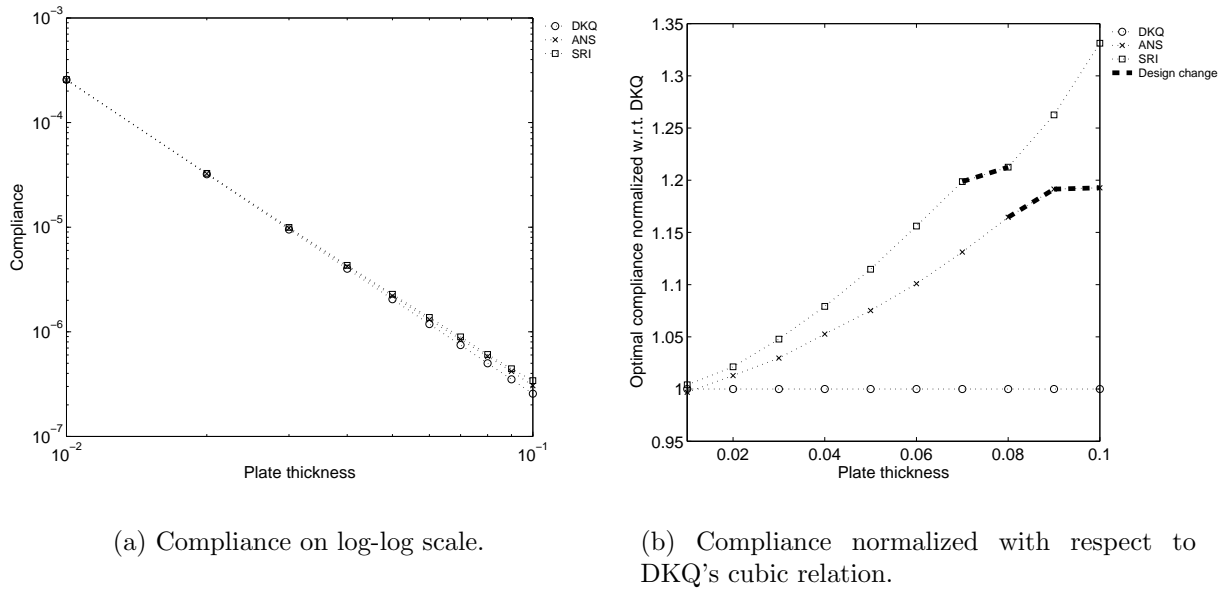 10⁻³
10⁻⁴
10⁻⁵
10⁻⁶
10⁻⁷
10⁻²
10⁻¹
Compliance
Plate thickness
DKQ
ANS
SRI
1.35
1.3
1.25
1.2
1.15
1.1
1.05
1
0.95
0.02
0.04
0.06
0.08
0.1
Optimal compliance normalized w.r.t. DKQ
Plate thickness
DKQ
ANS
SRI
Design change
(a) Compliance on log-log scale.
(b) Compliance normalized with respect to
DKQ's cubic relation.